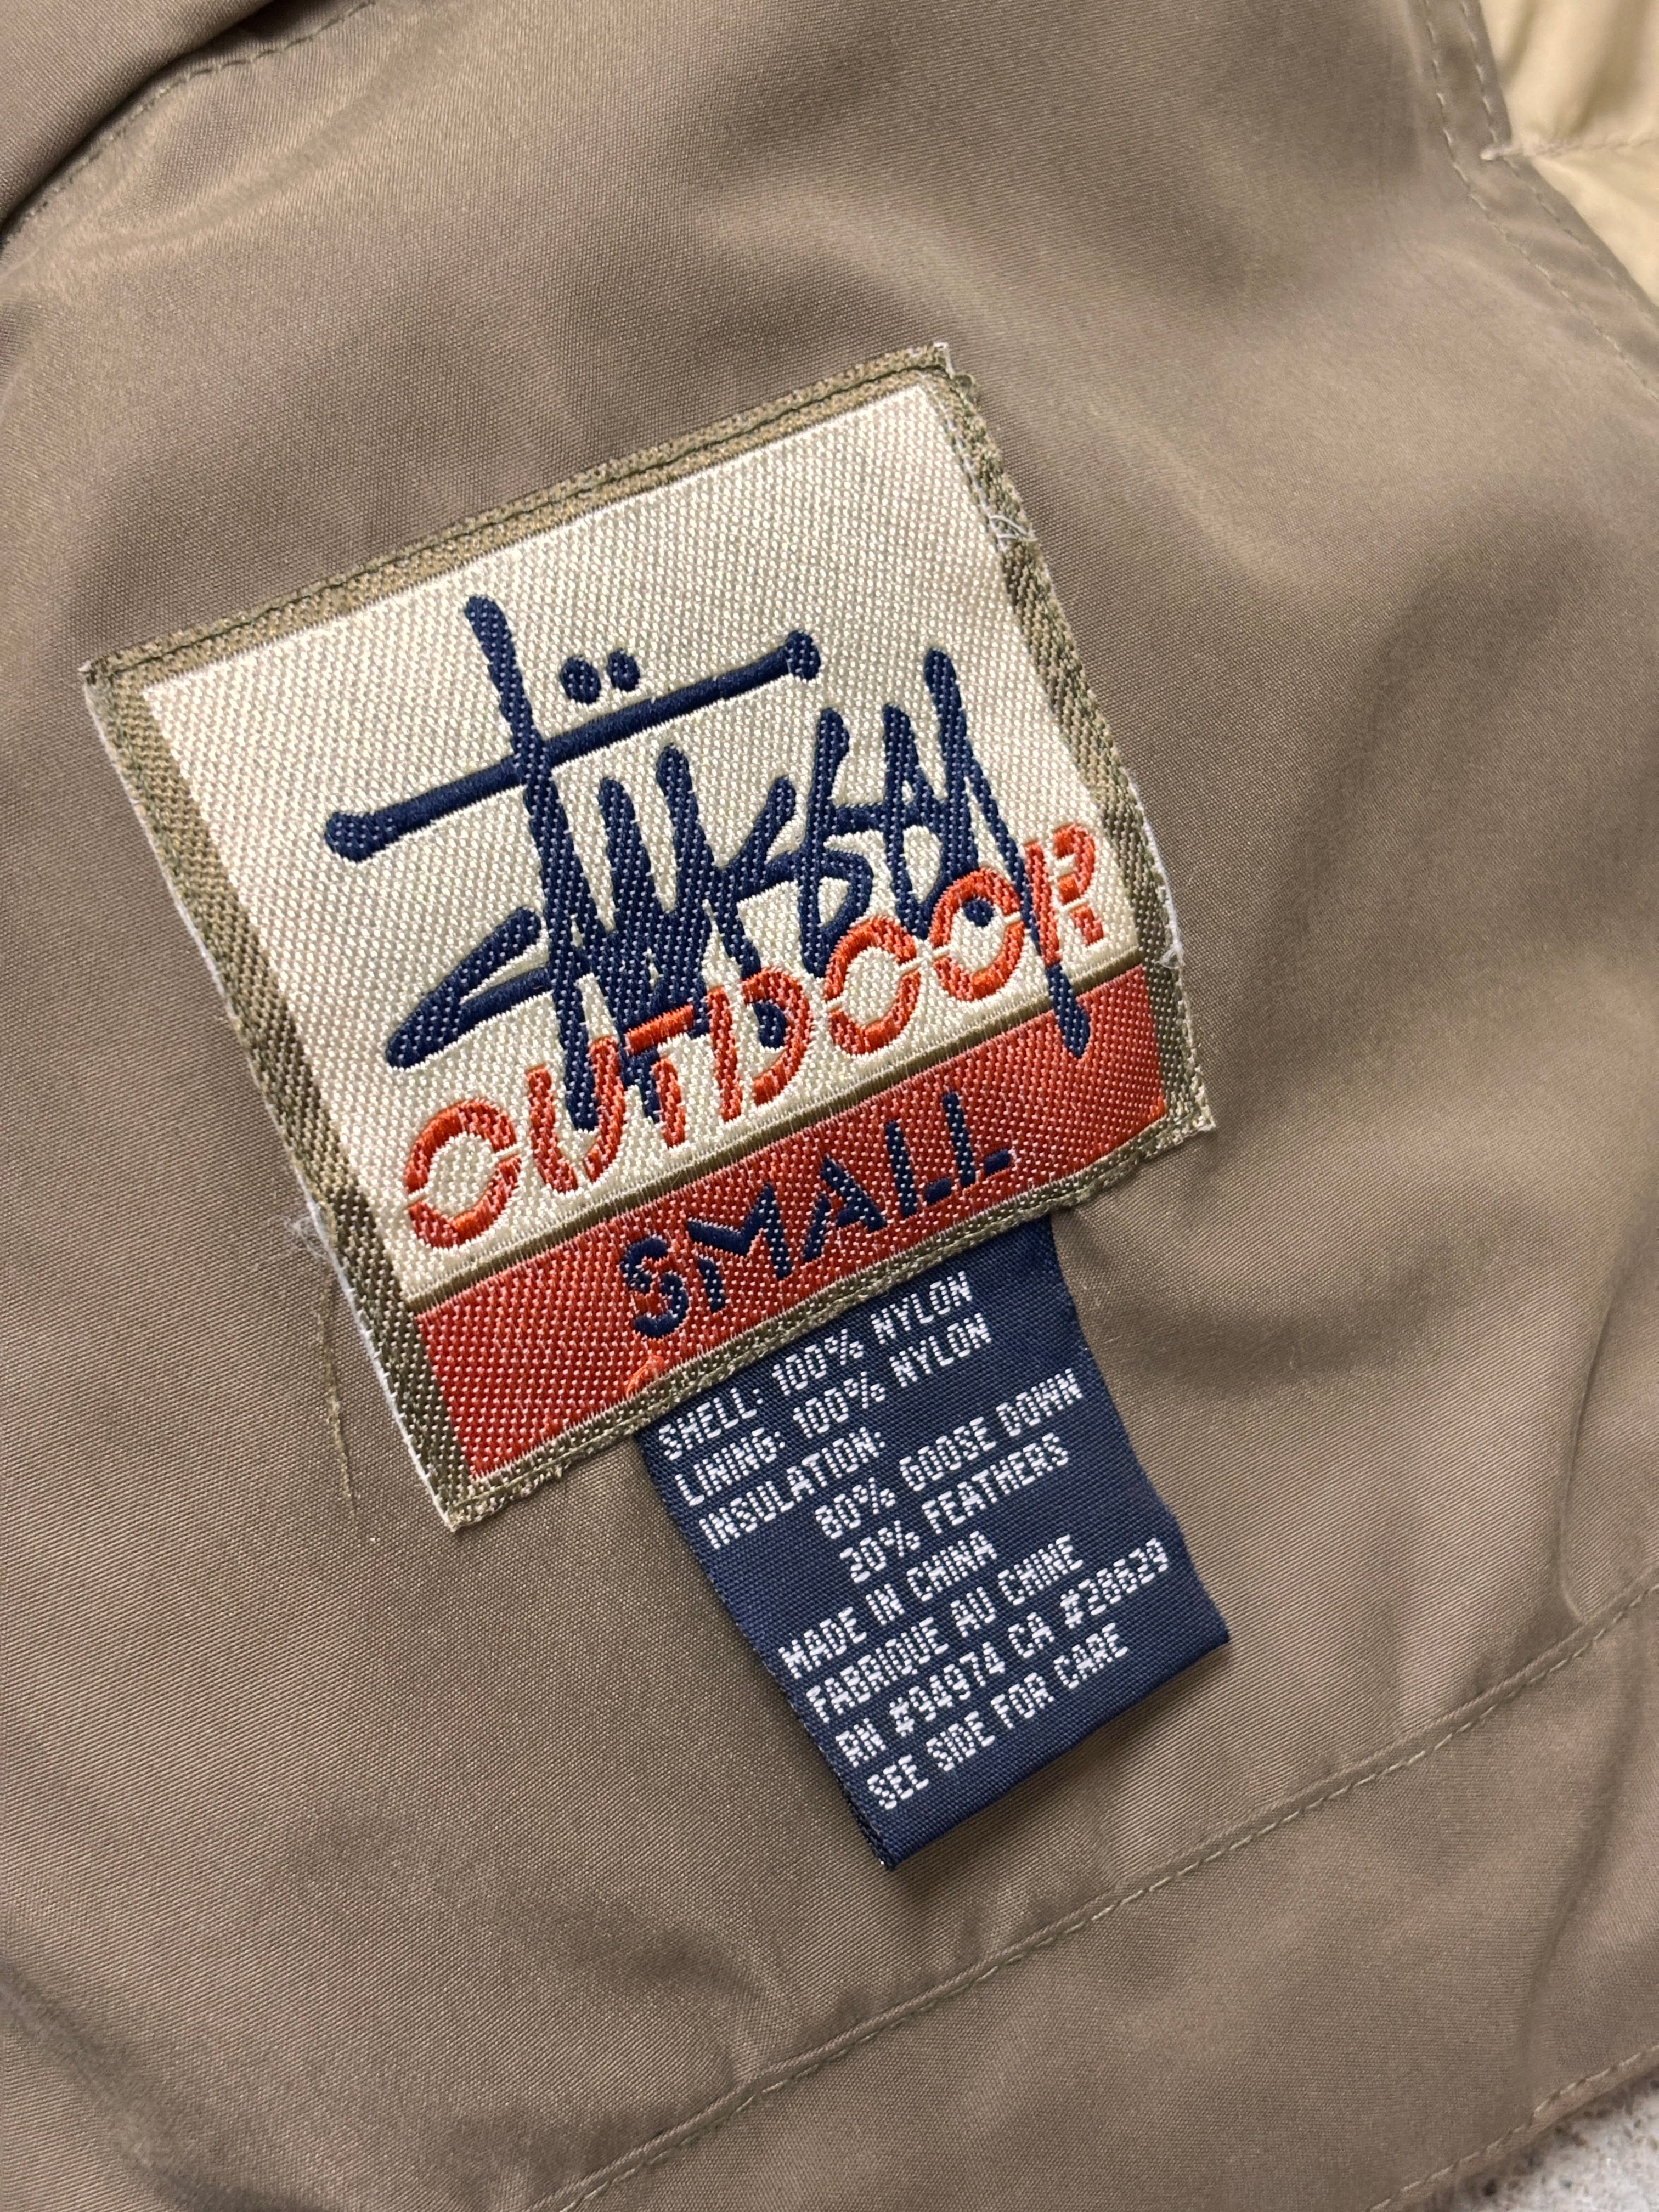 Stüssy
OUTDOOR
SMALL
SHELL: 100% NYLON
LINING: 100% NYLON
INSULATION:
80% GOOSE DOWN
20% FEATHERS
MADE IN CHINA
FABRIQUE AU CHINE
RN #94974 CA #28639
SEE SIDE FOR CARE